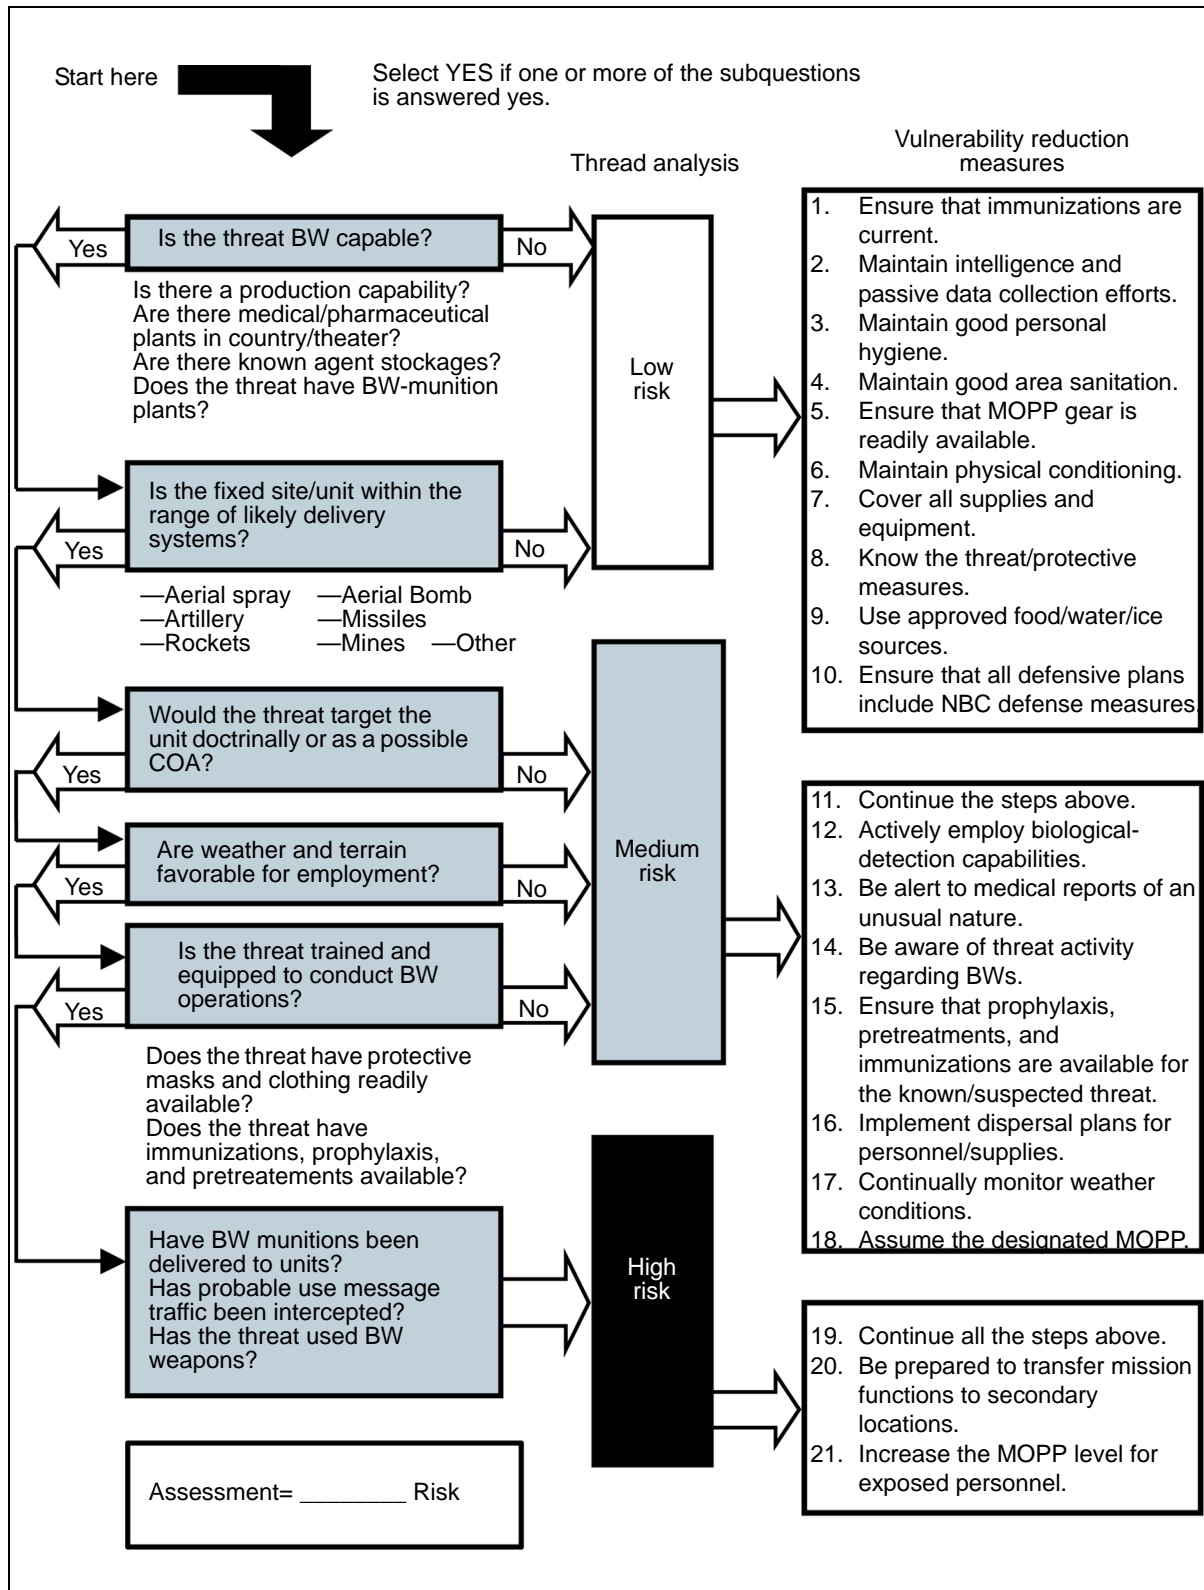 Start here
Select YES if one or more of the subquestions
is answered yes.
Thread analysis
Vulnerability reduction
measures
Yes
Is the threat BW capable?
No
Is there a production capability?
Are there medical/pharmaceutical
plants in country/theater?
Are there known agent stockages?
Does the threat have BW-munition
plants?
Yes
Is the fixed site/unit within the
range of likely delivery
systems?
No
—Aerial spray —Aerial Bomb
—Artillery —Missiles
—Rockets —Mines —Other
Yes
Would the threat target the
unit doctrinally or as a possible
COA?
No
Yes
Are weather and terrain
favorable for employment?
No
Yes
Is the threat trained and
equipped to conduct BW
operations?
No
Does the threat have protective
masks and clothing readily
available?
Does the threat have
immunizations, prophylaxis,
and pretreatements available?
Have BW munitions been
delivered to units?
Has probable use message
traffic been intercepted?
Has the threat used BW
weapons?
Assessment= ________ Risk
Low
risk
Medium
risk
High
risk
1. Ensure that immunizations are
current.
2. Maintain intelligence and
passive data collection efforts.
3. Maintain good personal
hygiene.
4. Maintain good area sanitation.
5. Ensure that MOPP gear is
readily available.
6. Maintain physical conditioning.
7. Cover all supplies and
equipment.
8. Know the threat/protective
measures.
9. Use approved food/water/ice
sources.
10. Ensure that all defensive plans
include NBC defense measures.
11. Continue the steps above.
12. Actively employ biological-
detection capabilities.
13. Be alert to medical reports of an
unusual nature.
14. Be aware of threat activity
regarding BWs.
15. Ensure that prophylaxis,
pretreatments, and
immunizations are available for
the known/suspected threat.
16. Implement dispersal plans for
personnel/supplies.
17. Continually monitor weather
conditions.
18. Assume the designated MOPP.
19. Continue all the steps above.
20. Be prepared to transfer mission
functions to secondary
locations.
21. Increase the MOPP level for
exposed personnel.